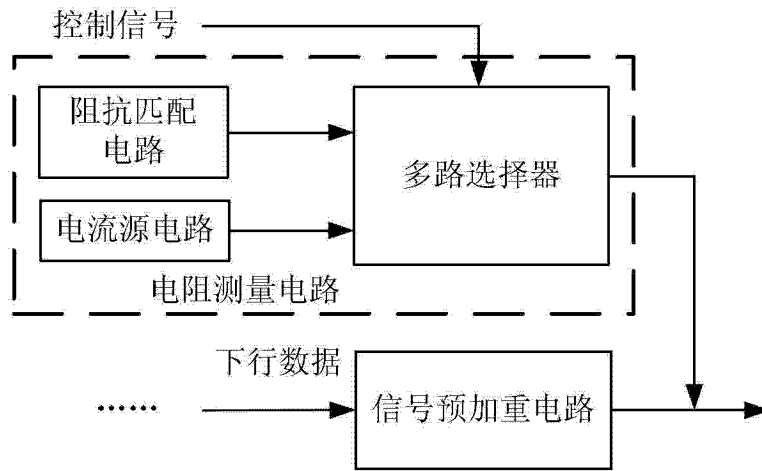 控制信号
阻抗匹配
电路
多路选择器
电流源电路
电阻测量电路
下行数据
……
信号预加重电路